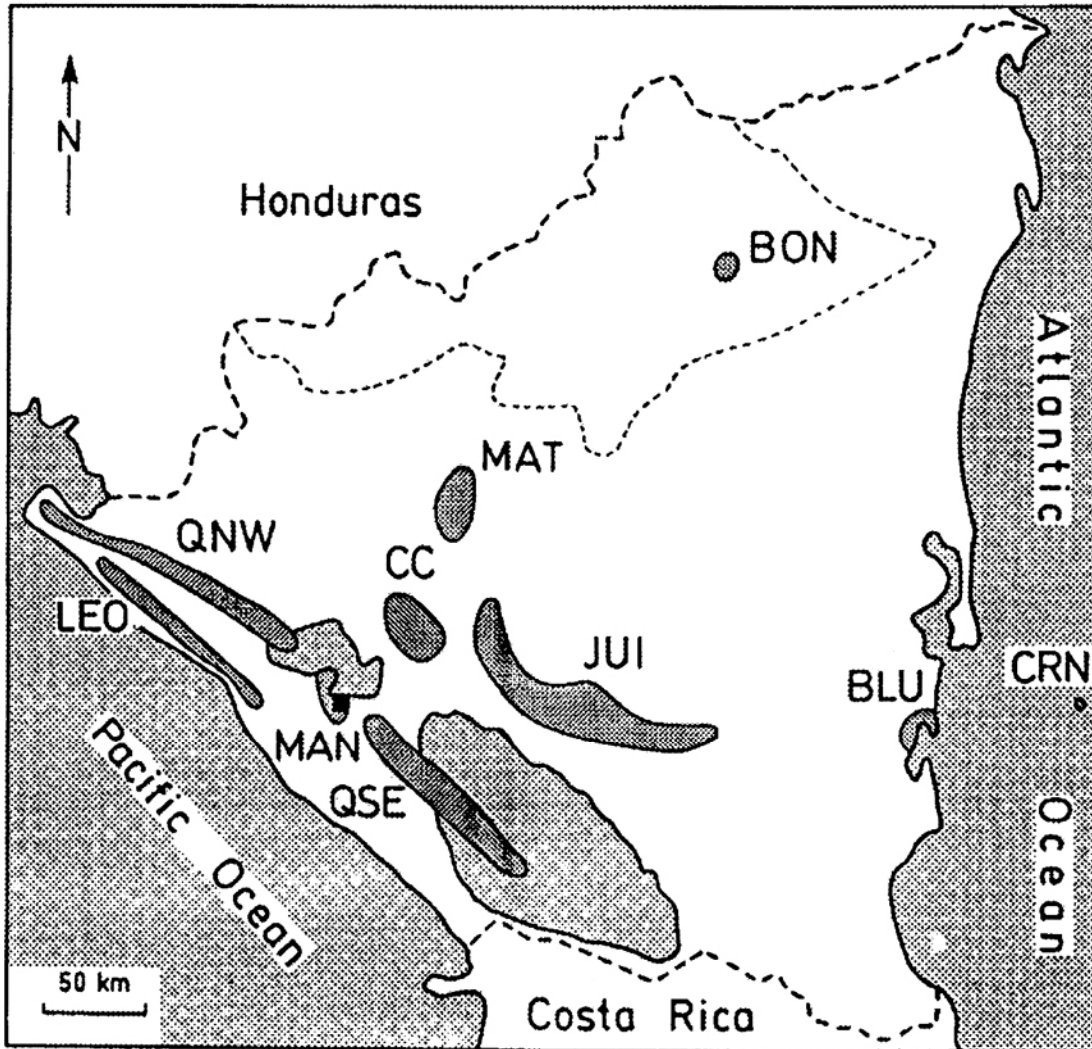 N
Honduras
BON
Atlantic
Ocean
MAT
QNW
CC
LEO
JUI
BLU
CRN
MAN
QSE
Pacific
Ocean
50 km
Costa Rica